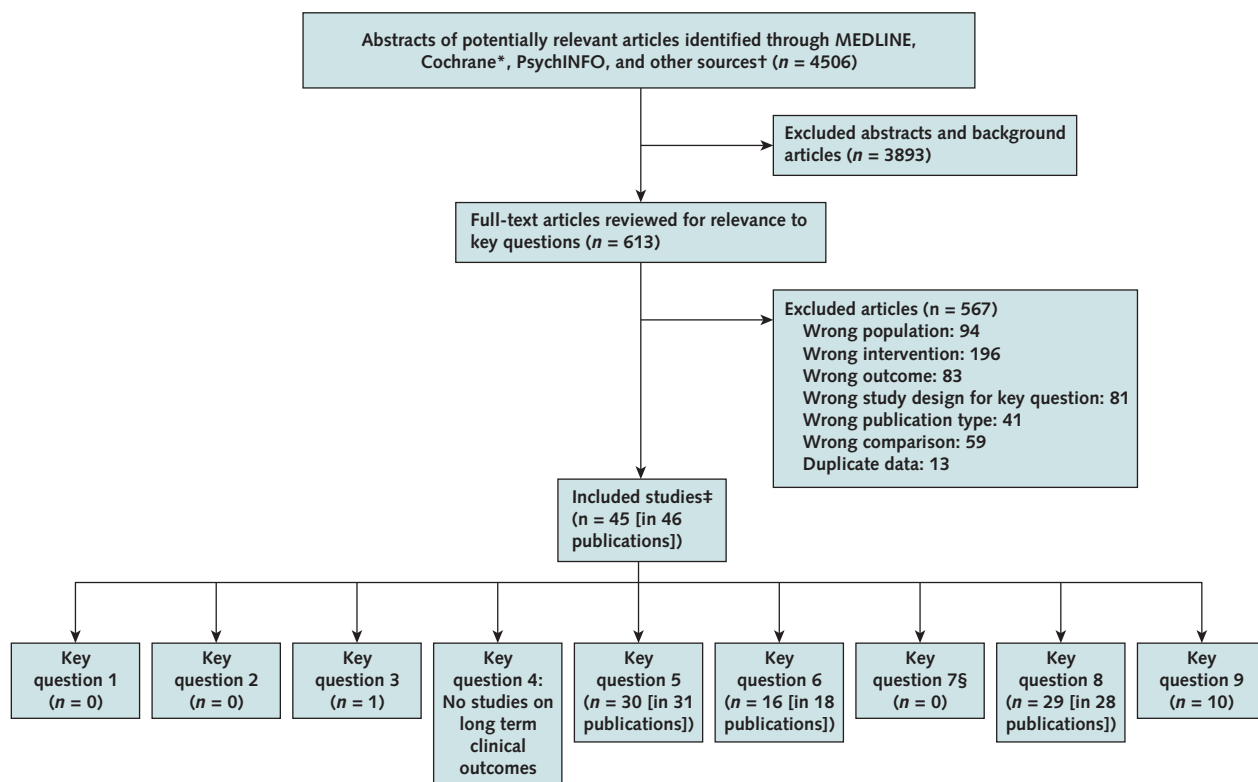 Abstracts of potentially relevant articles identified through MEDLINE,
Cochrane*, PsychINFO, and other sources† (n = 4506)
Excluded abstracts and background
articles (n = 3893)
Full-text articles reviewed for relevance to
key questions (n = 613)
Excluded articles (n = 567)
Wrong population: 94
Wrong intervention: 196
Wrong outcome: 83
Wrong study design for key question: 81
Wrong publication type: 41
Wrong comparison: 59
Duplicate data: 13
Included studies‡
(n = 45 [in 46
publications])
Key
question 1
(n = 0)
Key
question 2
(n = 0)
Key
question 3
(n = 1)
Key
question 4:
No studies on
long term
clinical
outcomes
Key
question 5
(n = 30 [in 31
publications])
Key
question 6
(n = 16 [in 18
publications])
Key
question 7§
(n = 0)
Key
question 8
(n = 29 [in 28
publications])
Key
question 9
(n = 10)